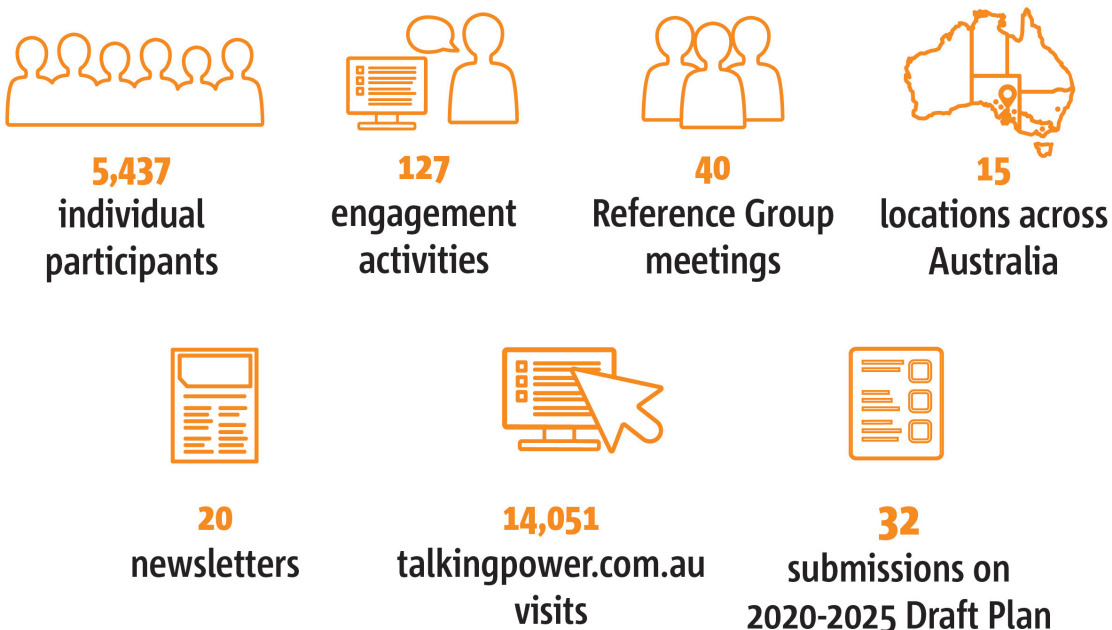 5,437
individual
participants
127
engagement
activities
40
Reference Group
meetings
15
locations across
Australia
20
newsletters
14,051
talkingpower.com.au
visits
32
submissions on
2020-2025 Draft Plan